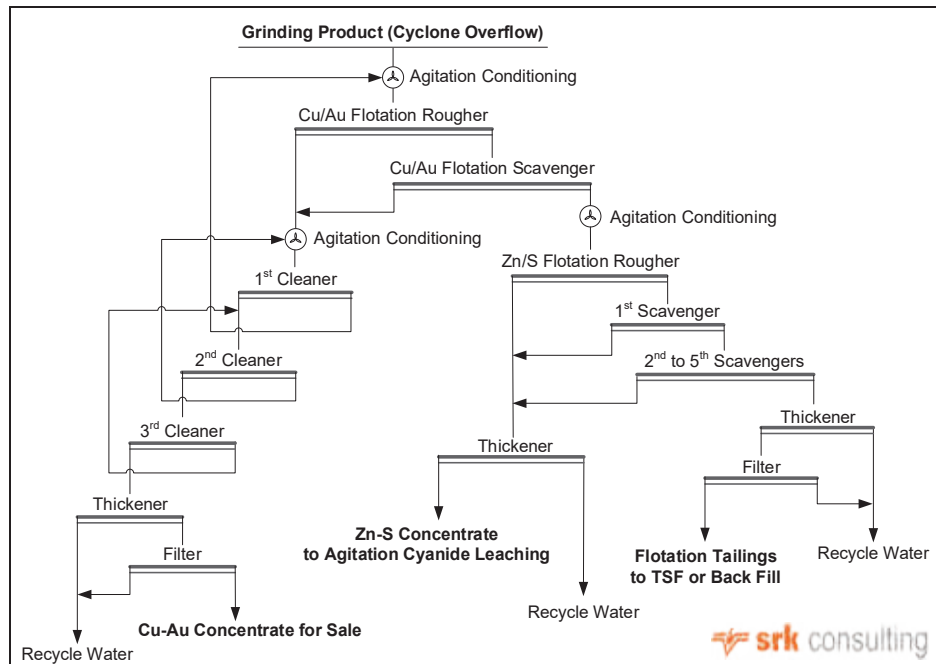 Grinding Product (Cyclone Overflow)
Agitation Conditioning
Cu/Au Flotation Rougher
Cu/Au Flotation Scavenger
Agitation Conditioning
Agitation Conditioning
Zn/S Flotation Rougher
1st Cleaner
1st Scavenger
2nd Cleaner
2nd to 5th Scavengers
3rd Cleaner
Thickener
Thickener
Filter
Thickener
Zn-S Concentrate
to Agitation Cyanide Leaching
Flotation Tailings
to TSF or Back Fill
Recycle Water
Filter
Recycle Water
Cu-Au Concentrate for Sale
Recycle Water
srk consulting